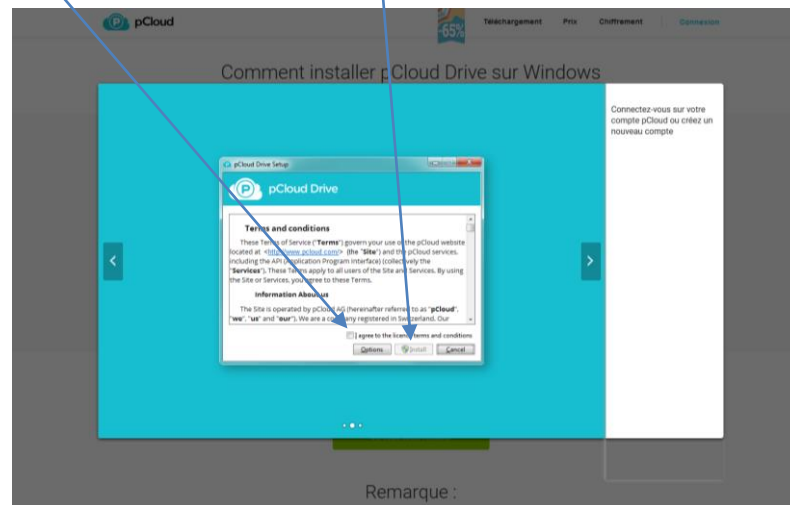 pCloud
-65%
Téléchargement Prix Chiffrement Connexion
Comment installer pCloud Drive sur Windows
Connectez-vous sur votre
compte pCloud ou créez un
nouveau compte
pCloud Drive Setup
pCloud Drive
Terms and conditions
These Terms of Service ("Terms") govern your use of the pCloud website
located at <http://www.pcloud.com/> (the "Site") and the pCloud services,
including the API (Application Program Interface) (collectively the
"Services"). These Terms apply to all users of the Site and Services. By using
the Site or Services, you agree to these Terms.
Information About us
The Site is operated by pCloud AG (hereinafter referred to as "pCloud",
"we", "us" and "our"). We are a company registered in Switzerland. Our
I agree to the license terms and conditions
Options Install Cancel
Remarque :